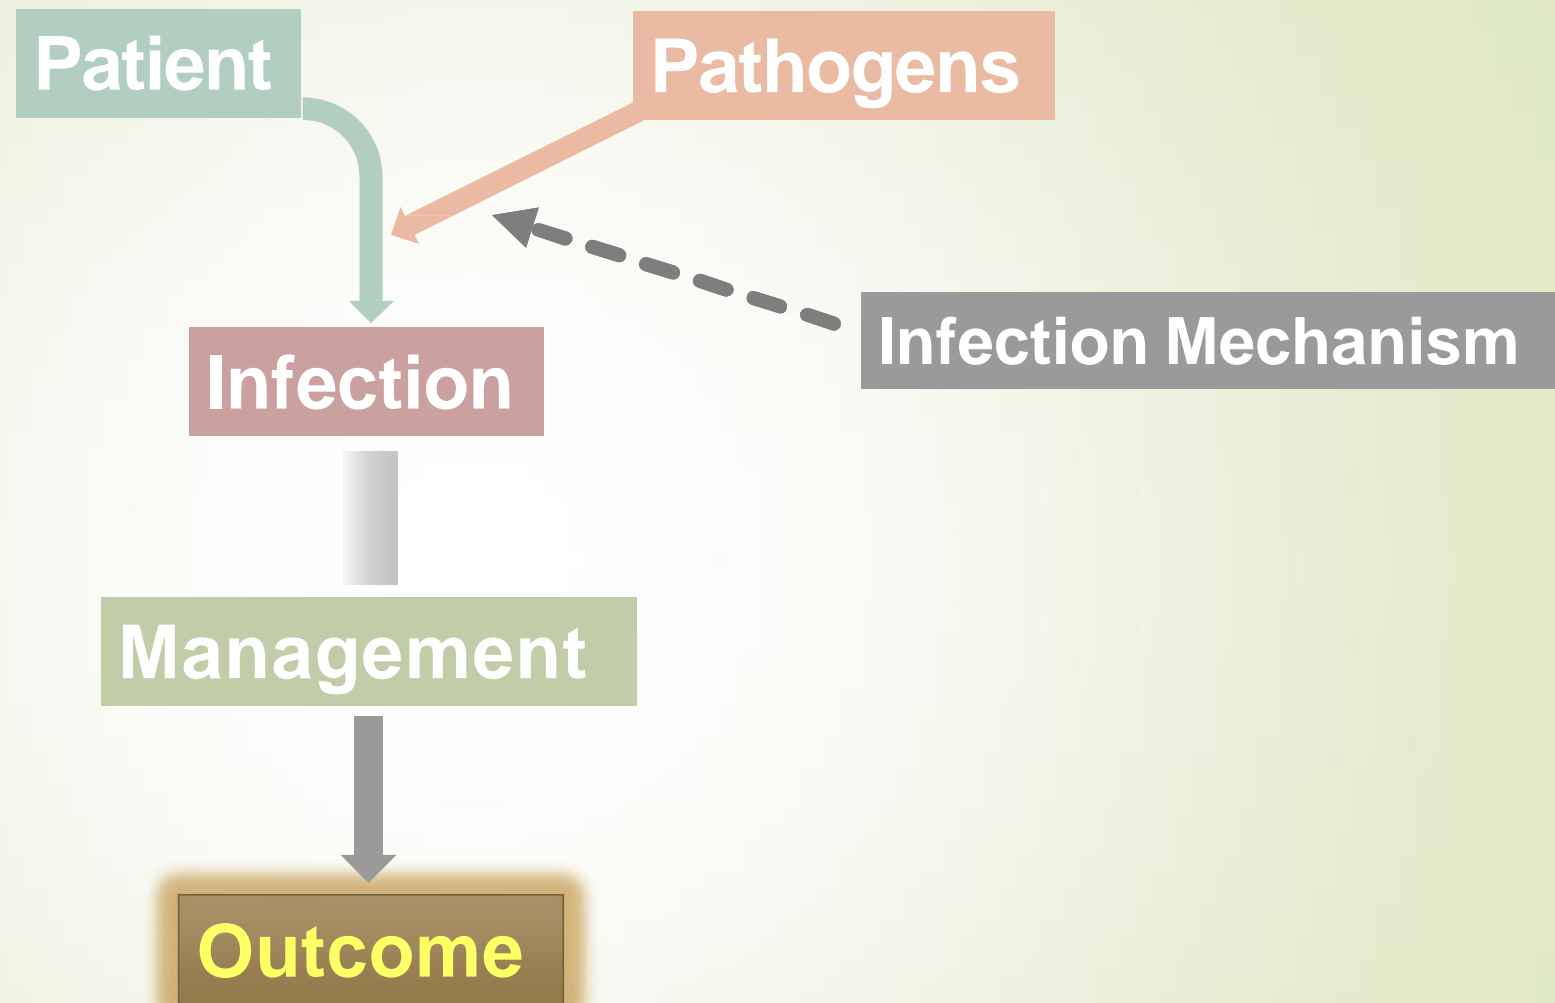 Patient
Pathogens
Infection Mechanism
Infection
Management
Outcome